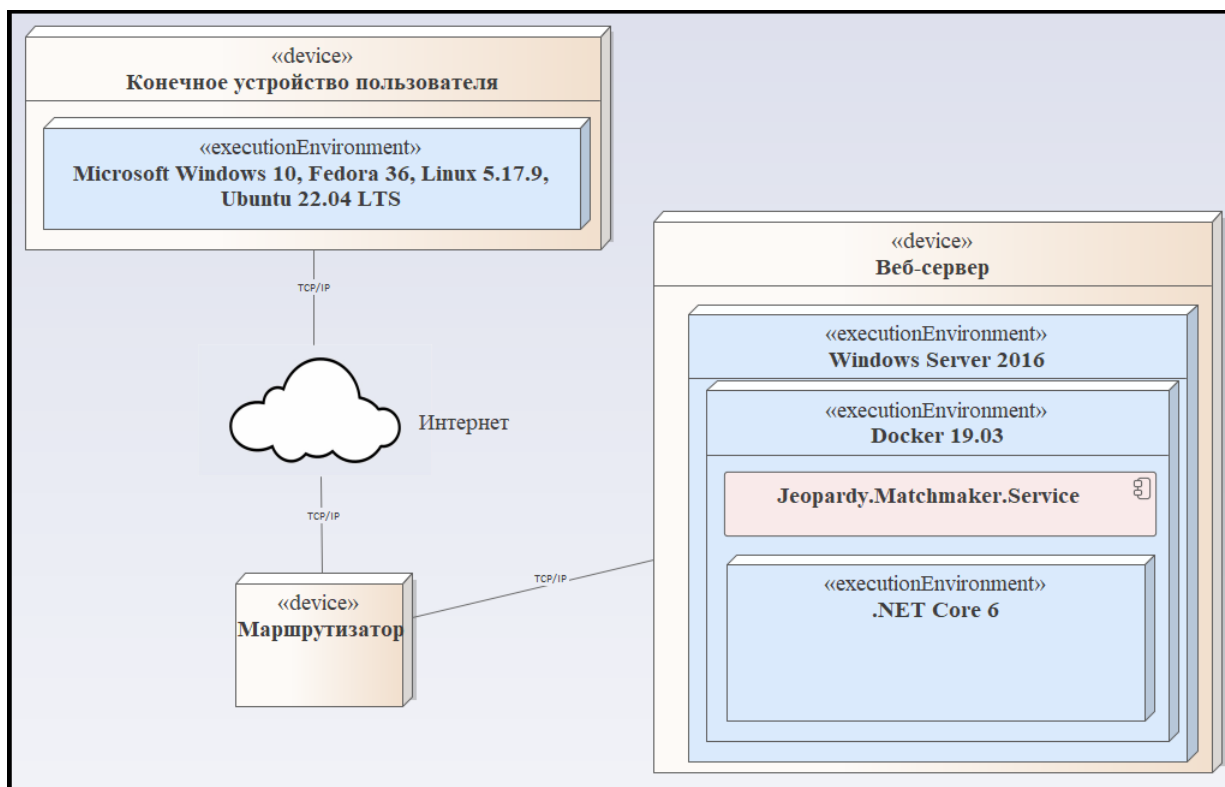 «device»
Конечное устройство пользователя
«executionEnvironment»
Microsoft Windows 10, Fedora 36, Linux 5.17.9,
Ubuntu 22.04 LTS
TCP/IP
Интернет
TCP/IP
«device»
Маршрутизатор
TCP/IP
«device»
Веб-сервер
«executionEnvironment»
Windows Server 2016
«executionEnvironment»
Docker 19.03
Jeopardy.Matchmaker.Service
«executionEnvironment»
.NET Core 6